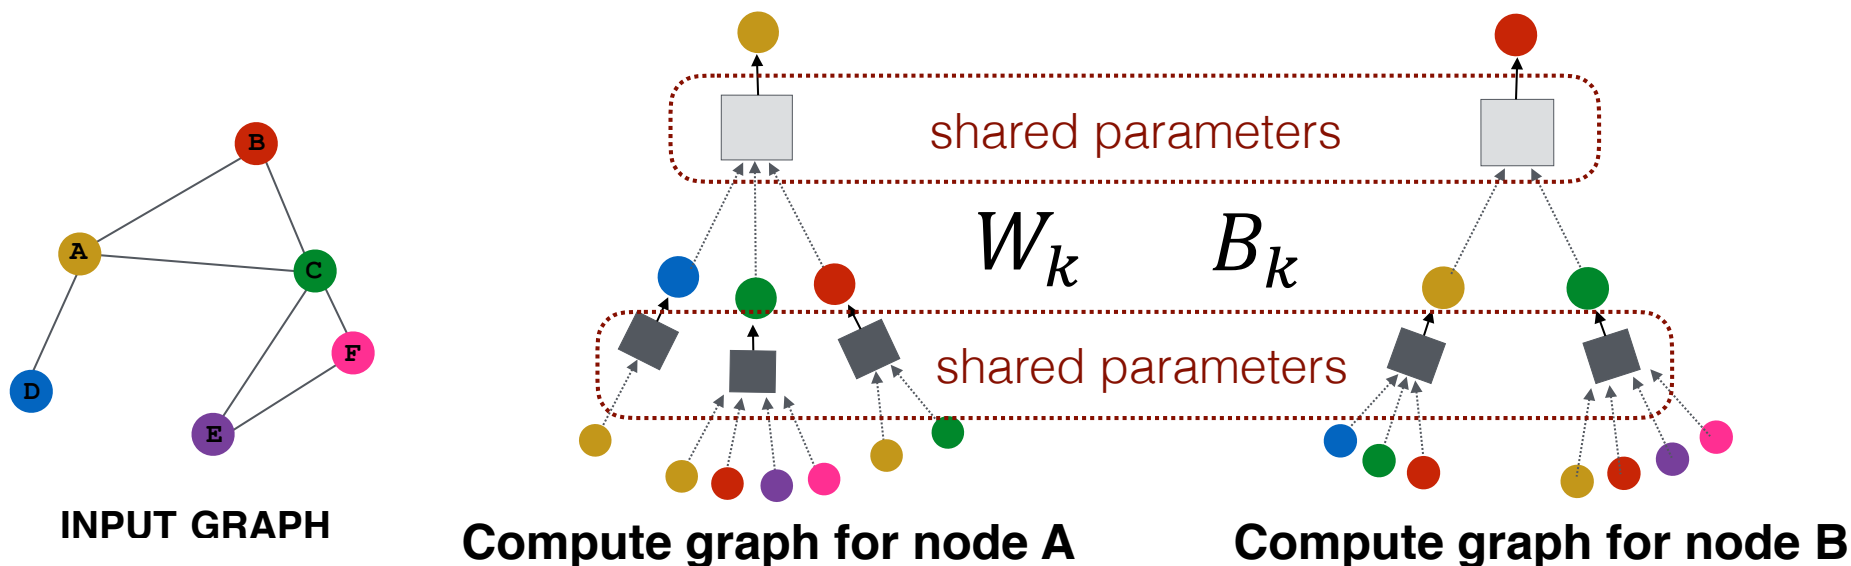 B
A
C
F
D
E
INPUT GRAPH
shared parameters
W_k B_k
shared parameters
Compute graph for node A
Compute graph for node B